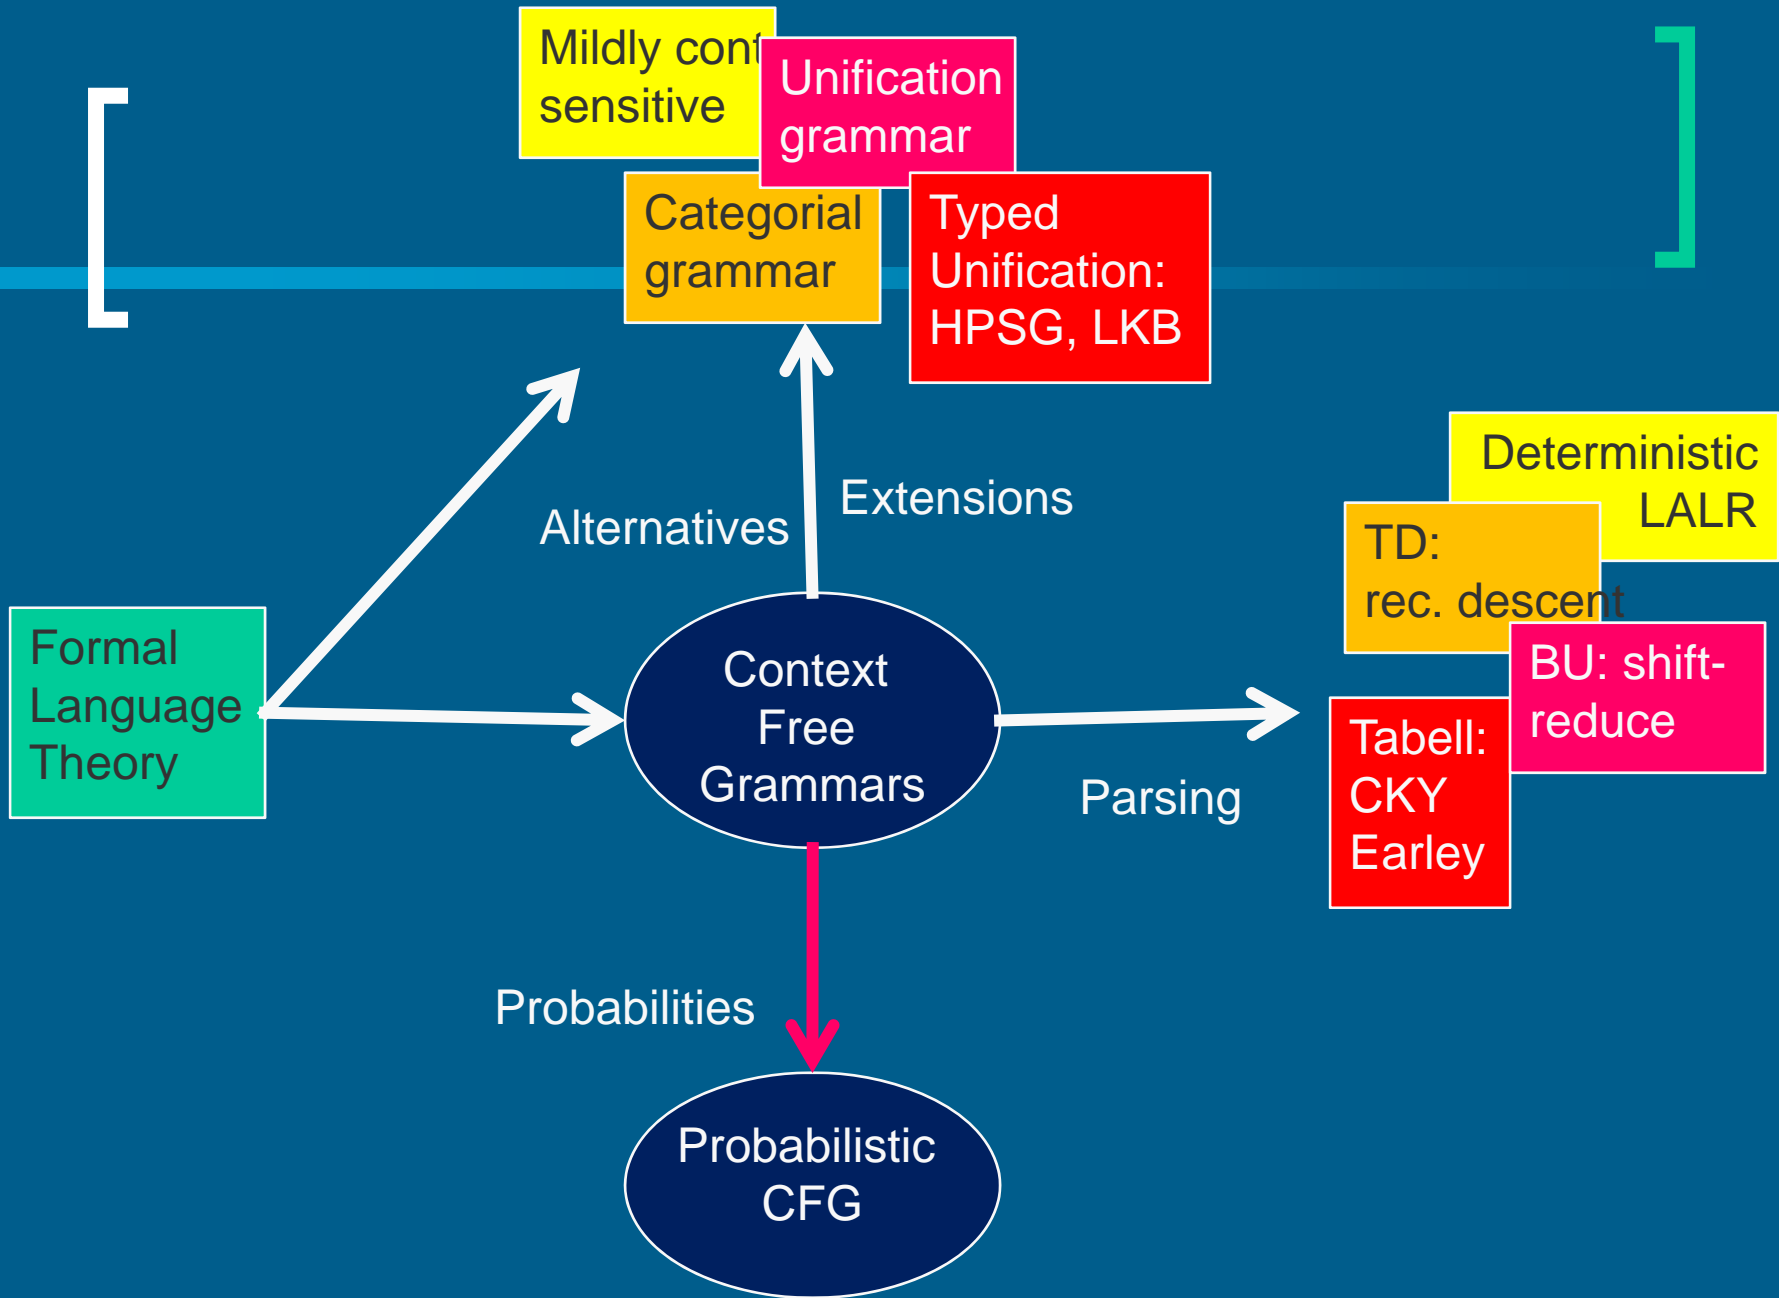 Mildly cont
sensitive
Unification
grammar
Categorial
grammar
Typed
Unification:
HPSG, LKB
Alternatives
Extensions
Deterministic
LALR
TD:
rec. descent
BU: shift-
reduce
Tabell:
CKY
Earley
Formal
Language
Theory
Context
Free
Grammars
Parsing
Probabilities
Probabilistic
CFG